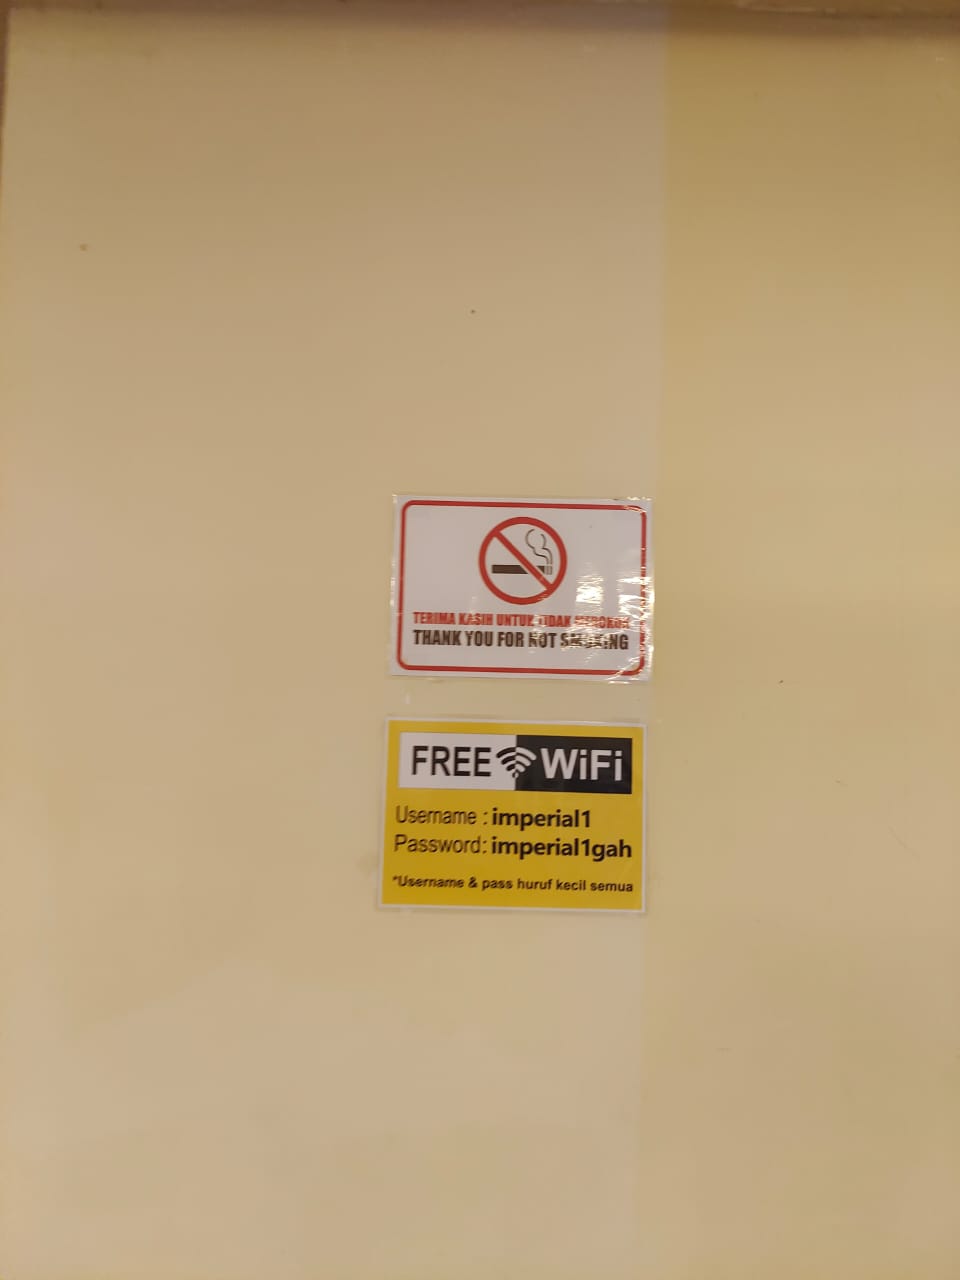 TERIMA KASIH UNTUK TIDAK MEROKOK
THANK YOU FOR NOT SMOKING
FREE WiFi
Username : imperial1
Password: imperial1gah
*Username & pass huruf kecil semua